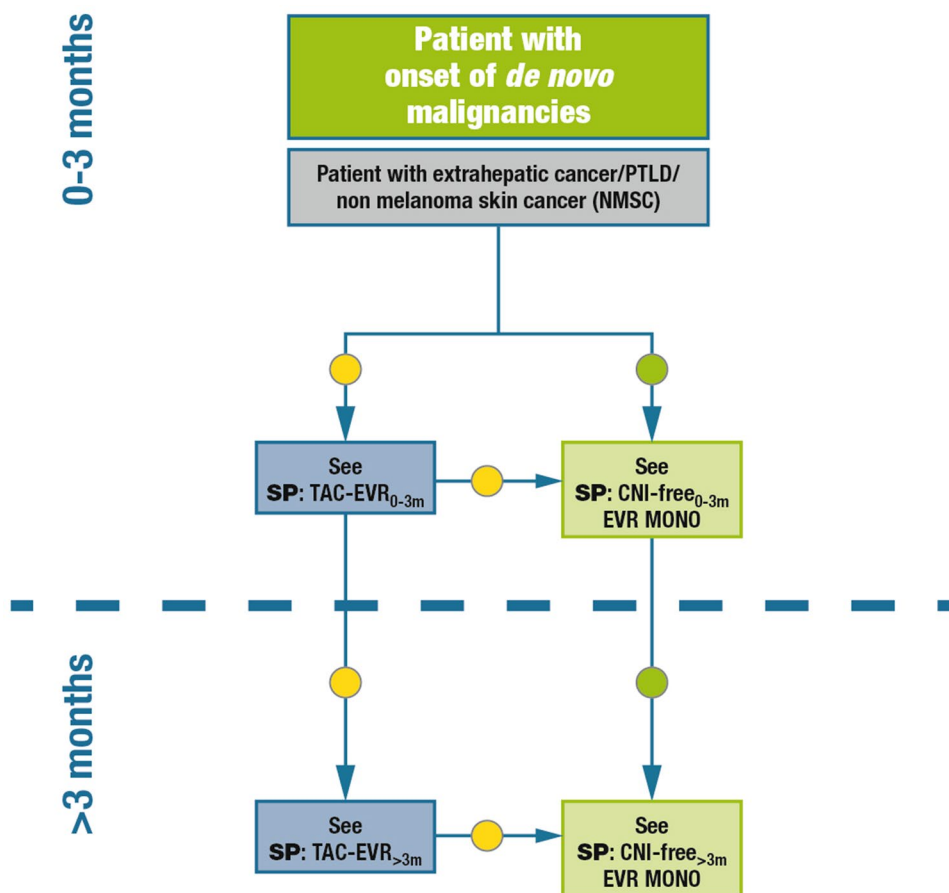 0-3 months
Patient with
onset of de novo
malignancies
Patient with extrahepatic cancer/PTLD/
non melanoma skin cancer (NMSC)
See
SP: TAC-EVR0-3m
See
SP: CNI-free0-3m
EVR MONO
>3 months
See
SP: TAC-EVR>3m
See
SP: CNI-free>3m
EVR MONO